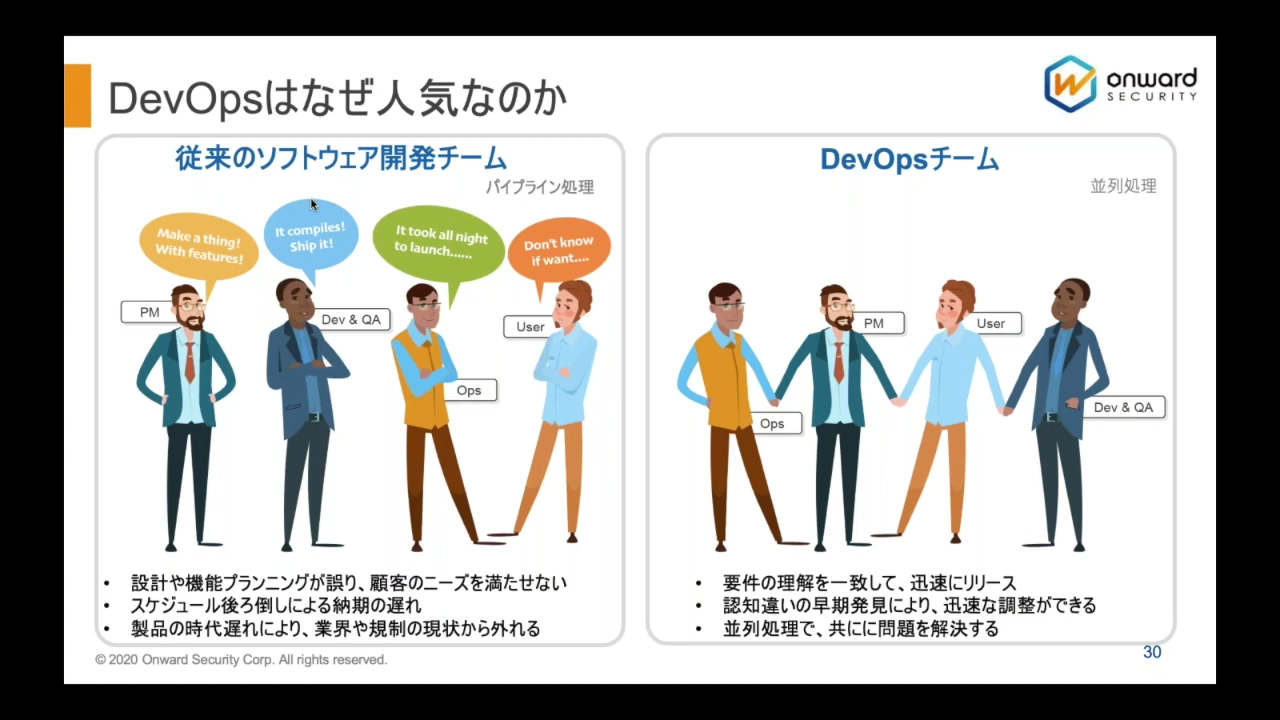 DevOpsはなぜ人気なのか
onward
SECURITY
従来のソフトウェア開発チーム
パイプライン処理
Make a thing!
With features!
It compiles!
Ship it!
It took all night
to launch......
Don't know
if want....
PM
Dev & QA
Ops
User
・ 設計や機能プランニングが誤り、顧客のニーズを満たせない
・ スケジュール後ろ倒しによる納期の遅れ
・ 製品の時代遅れにより、業界や規制の現状から外れる
DevOpsチーム
並列処理
Ops
PM
User
Dev & QA
・ 要件の理解を一致して、迅速にリリース
・ 認知違いの早期発見により、迅速な調整ができる
・ 並列処理で、共にに問題を解決する
© 2020 Onward Security Corp. All rights reserved.
30